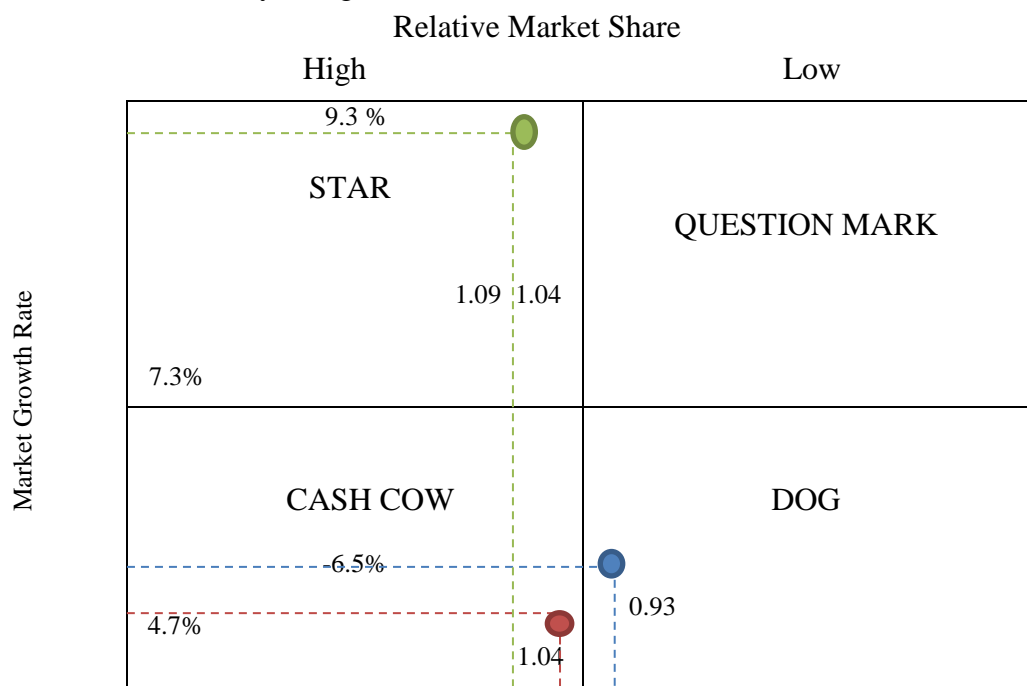 Relative Market Share
High
Low
9.3 %
STAR
QUESTION MARK
1.09
1.04
7.3%
Market Growth Rate
CASH COW
DOG
-6.5%
0.93
4.7%
1.04